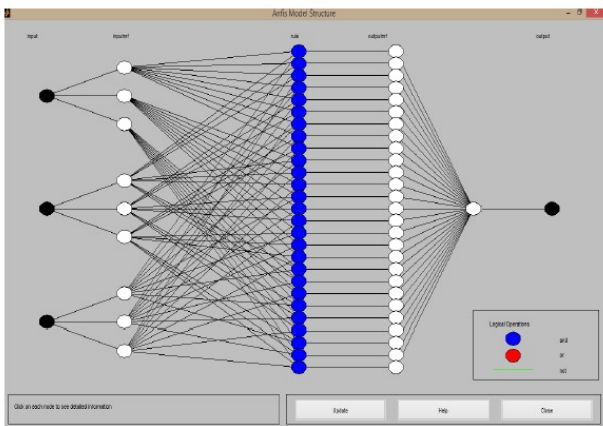 Anfis Model Structure
input
inputmf
rule
outputmf
output
Logical Operations
and
or
not
Click on each node to see detailed information
Update
Help
Close